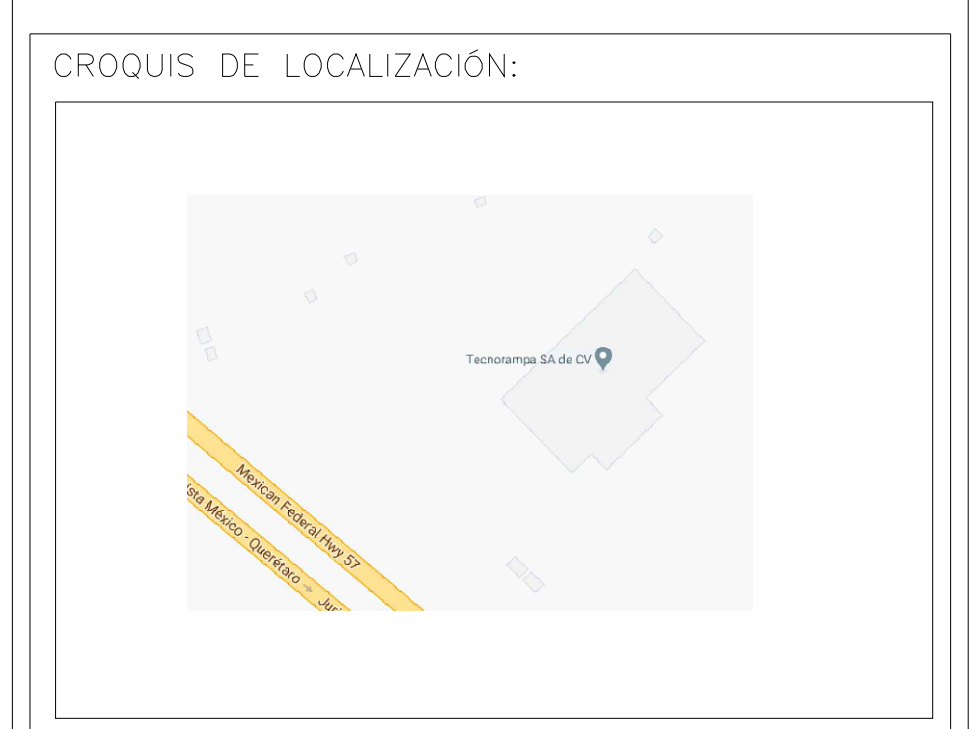 CROQUIS DE LOCALIZACIÓN:
Tecnorampa SA de CV
Mexican Federal Hwy 57
ista México - Querétaro →